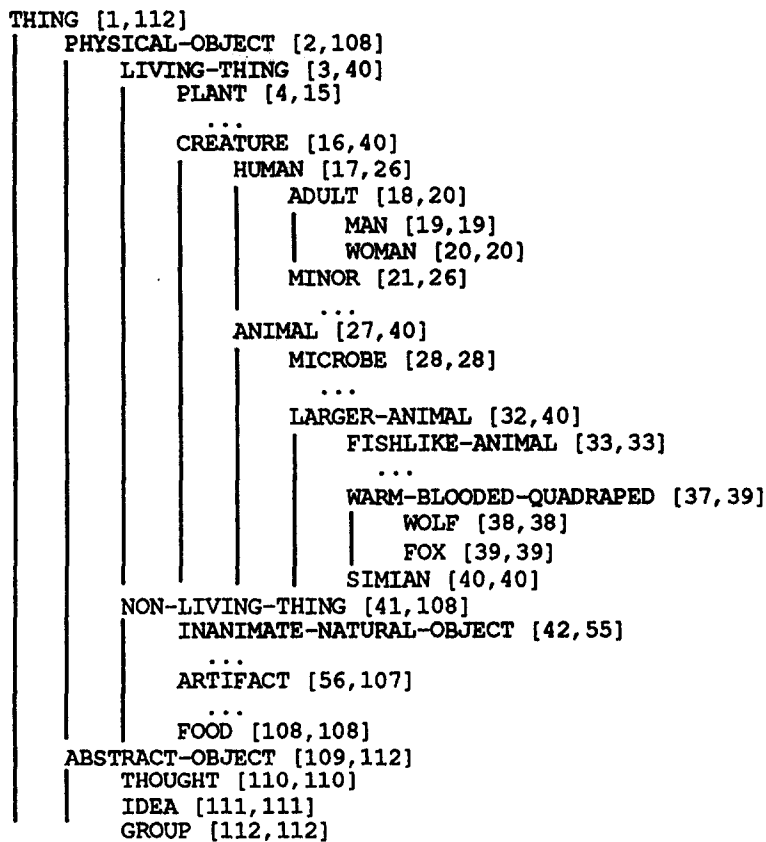 THING [1,112]
PHYSICAL-OBJECT [2,108]
LIVING-THING [3,40]
PLANT [4,15]
...
CREATURE [16,40]
HUMAN [17,26]
ADULT [18,20]
MAN [19,19]
WOMAN [20,20]
MINOR [21,26]
...
ANIMAL [27,40]
MICROBE [28,28]
...
LARGER-ANIMAL [32,40]
FISHLIKE-ANIMAL [33,33]
...
WARM-BLOODED-QUADRAPED [37,39]
WOLF [38,38]
FOX [39,39]
SIMIAN [40,40]
NON-LIVING-THING [41,108]
INANIMATE-NATURAL-OBJECT [42,55]
...
ARTIFACT [56,107]
...
FOOD [108,108]
ABSTRACT-OBJECT [109,112]
THOUGHT [110,110]
IDEA [111,111]
GROUP [112,112]